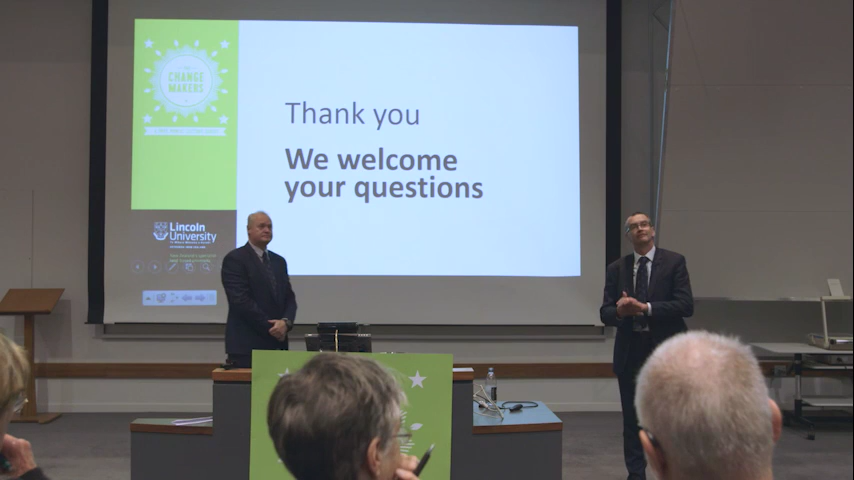 CHANGE
MAKERS
Thank you
We welcome
your questions
Lincoln
University